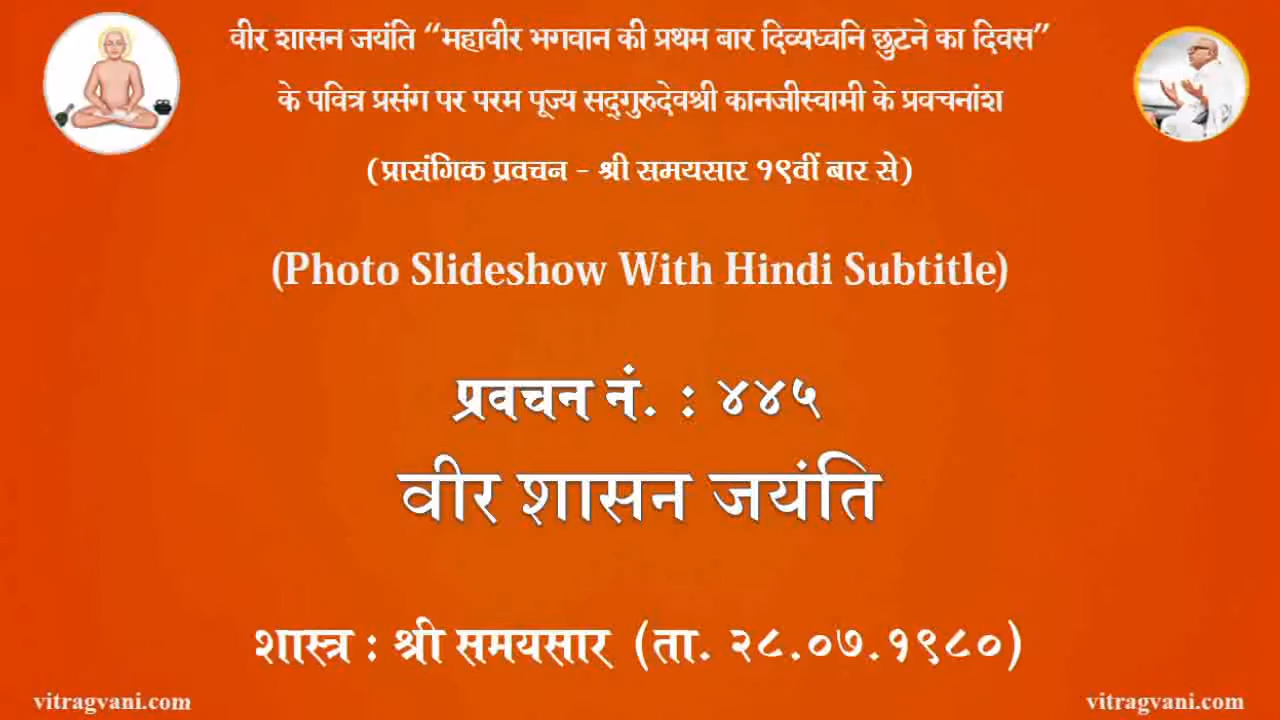 वीर शासन जयंति “महावीर भगवान की प्रथम बार दिव्यध्वनि छुटने का दिवस”
के पवित्र प्रसंग पर परम पूज्य सद्‌गुरुदेवश्री कानजीस्वामी के प्रवचनांश
(प्रासंगिक प्रवचन - श्री समयसार १९वीं बार से)
(Photo Slideshow With Hindi Subtitle)
प्रवचन नं. : ४४५
वीर शासन जयंति
शास्त्र : श्री समयसार (ता. २८.०७.१९८०)
vitragvani.com
vitragvani.com